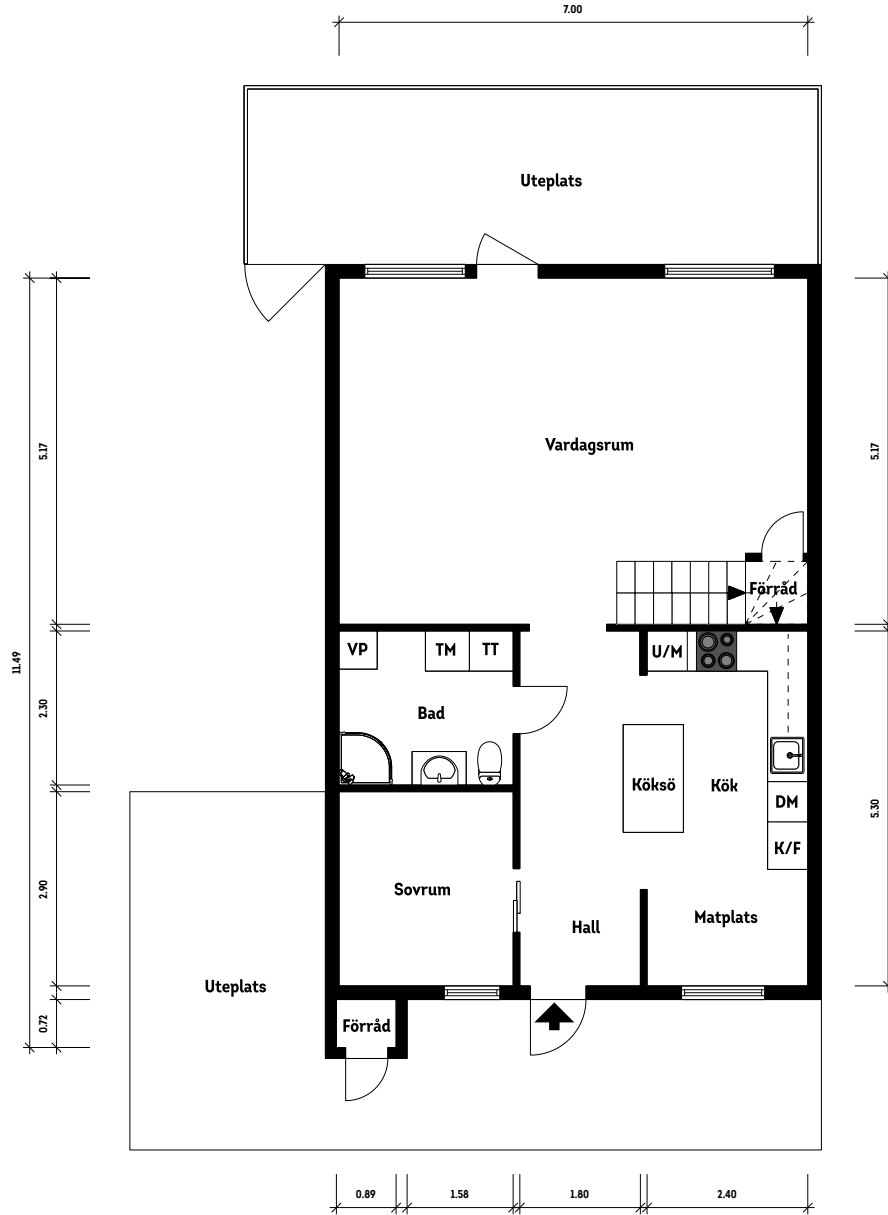 7.00
Uteplats
5.17
Vardagsrum
5.17
Förråd
11.49
VP
TM
TT
U/M
2.30
Bad
Köksö
Kök
DM
5.30
K/F
2.90
Sovrum
Matplats
Hall
Uteplats
0.72
Förråd
0.89
1.58
1.80
2.40